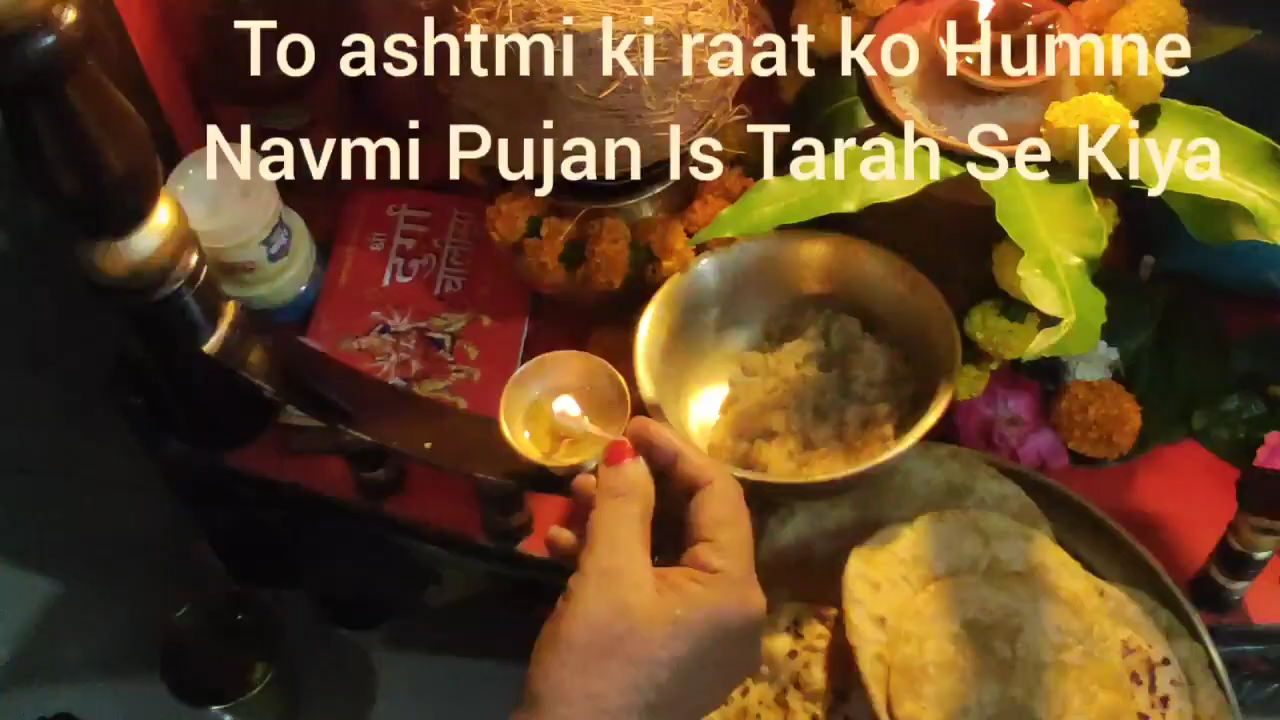 To ashtmi ki raat ko Humne
Navmi Pujan Is Tarah Se Kiya
श्री
दुर्गा
चालीसा